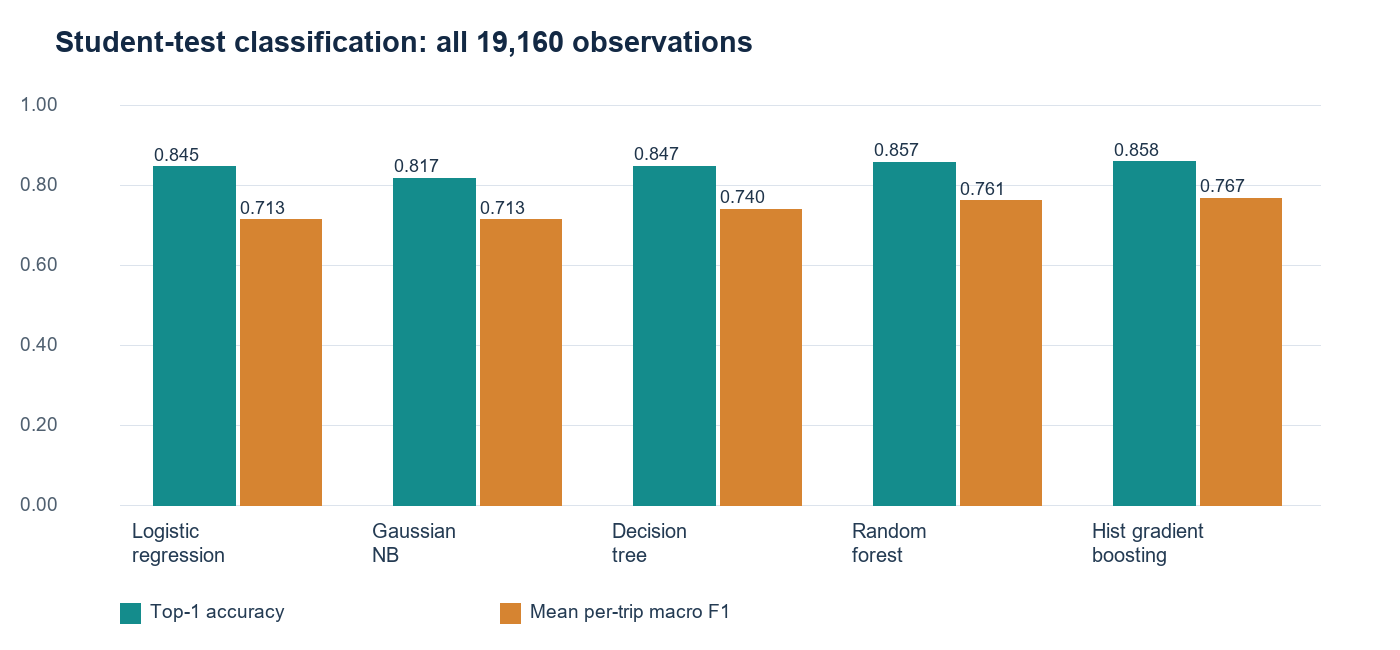 Student-test classification: all 19,160 observations
1.00
0.80
0.60
0.40
0.20
0.00
0.845
0.713
0.817
0.713
0.847
0.740
0.857
0.761
0.858
0.767
Logistic
regression
Gaussian
NB
Decision
tree
Random
forest
Hist gradient
boosting
Top-1 accuracy
Mean per-trip macro F1